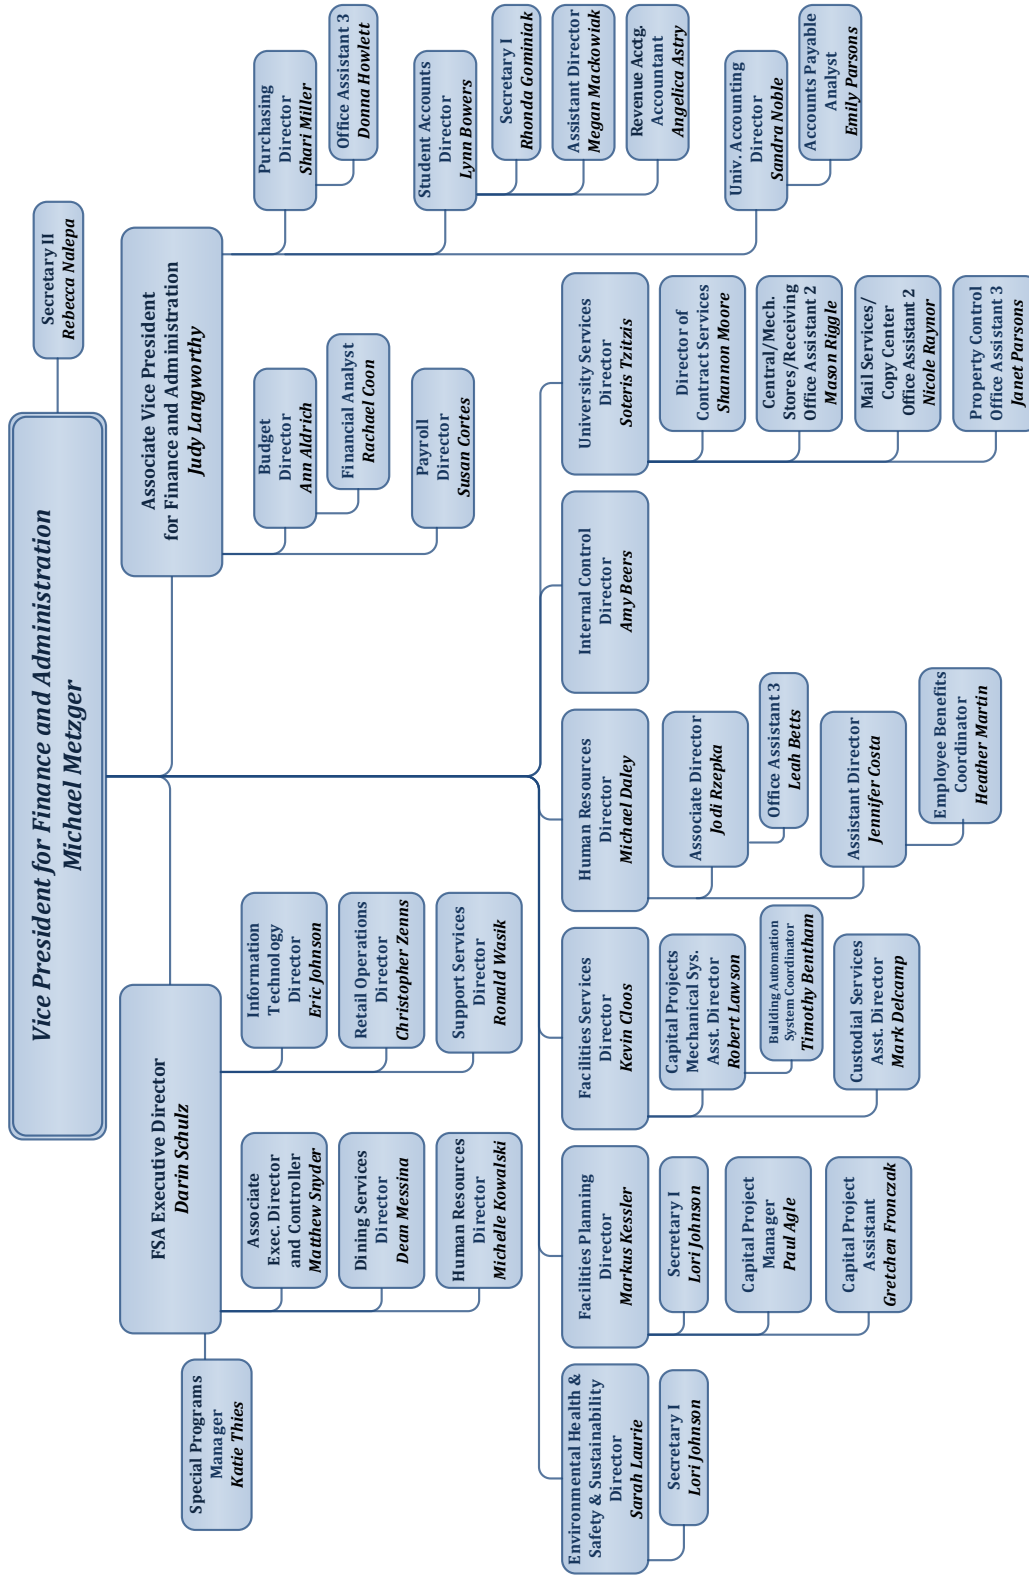 Vice President for Finance and Administration
Michael Metzger
Secretary II
Rebecca Nalepa
FSA Executive Director
Darin Schulz
Special Programs
Manager
Katie Thies
Associate
Exec. Director
and Controller
Matthew Snyder
Dining Services
Director
Dean Messina
Human Resources
Director
Michelle Kowalski
Information
Technology
Director
Eric Johnson
Retail Operations
Director
Christopher Zenns
Support Services
Director
Ronald Wasik
Associate Vice President
for Finance and Administration
Judy Langworthy
Budget
Director
Ann Aldrich
Financial Analyst
Rachael Coon
Payroll
Director
Susan Cortes
Purchasing
Director
Shari Miller
Office Assistant 3
Donna Howlett
Student Accounts
Director
Lynn Bowers
Secretary I
Rhonda Gominiak
Assistant Director
Megan Mackowiak
Revenue Acctg.
Accountant
Angelica Astry
Univ. Accounting
Director
Sandra Noble
Accounts Payable
Analyst
Emily Parsons
Environmental Health &
Safety & Sustainability
Director
Sarah Laurie
Secretary I
Lori Johnson
Facilities Planning
Director
Markus Kessler
Secretary I
Lori Johnson
Capital Project
Manager
Paul Agle
Capital Project
Assistant
Gretchen Fronczak
Facilities Services
Director
Kevin Cloos
Capital Projects
Mechanical Sys.
Asst. Director
Robert Lawson
Building Automation
System Coordinator
Timothy Bentham
Custodial Services
Asst. Director
Mark Delcamp
Human Resources
Director
Michael Daley
Associate Director
Jodi Rzepka
Office Assistant 3
Leah Betts
Assistant Director
Jennifer Costa
Employee Benefits
Coordinator
Heather Martin
Internal Control
Director
Amy Beers
University Services
Director
Soteris Tzitzis
Director of
Contract Services
Shannon Moore
Central/Mech.
Stores/Receiving
Office Assistant 2
Mason Riggle
Mail Services/
Copy Center
Office Assistant 2
Nicole Raynor
Property Control
Office Assistant 3
Janet Parsons